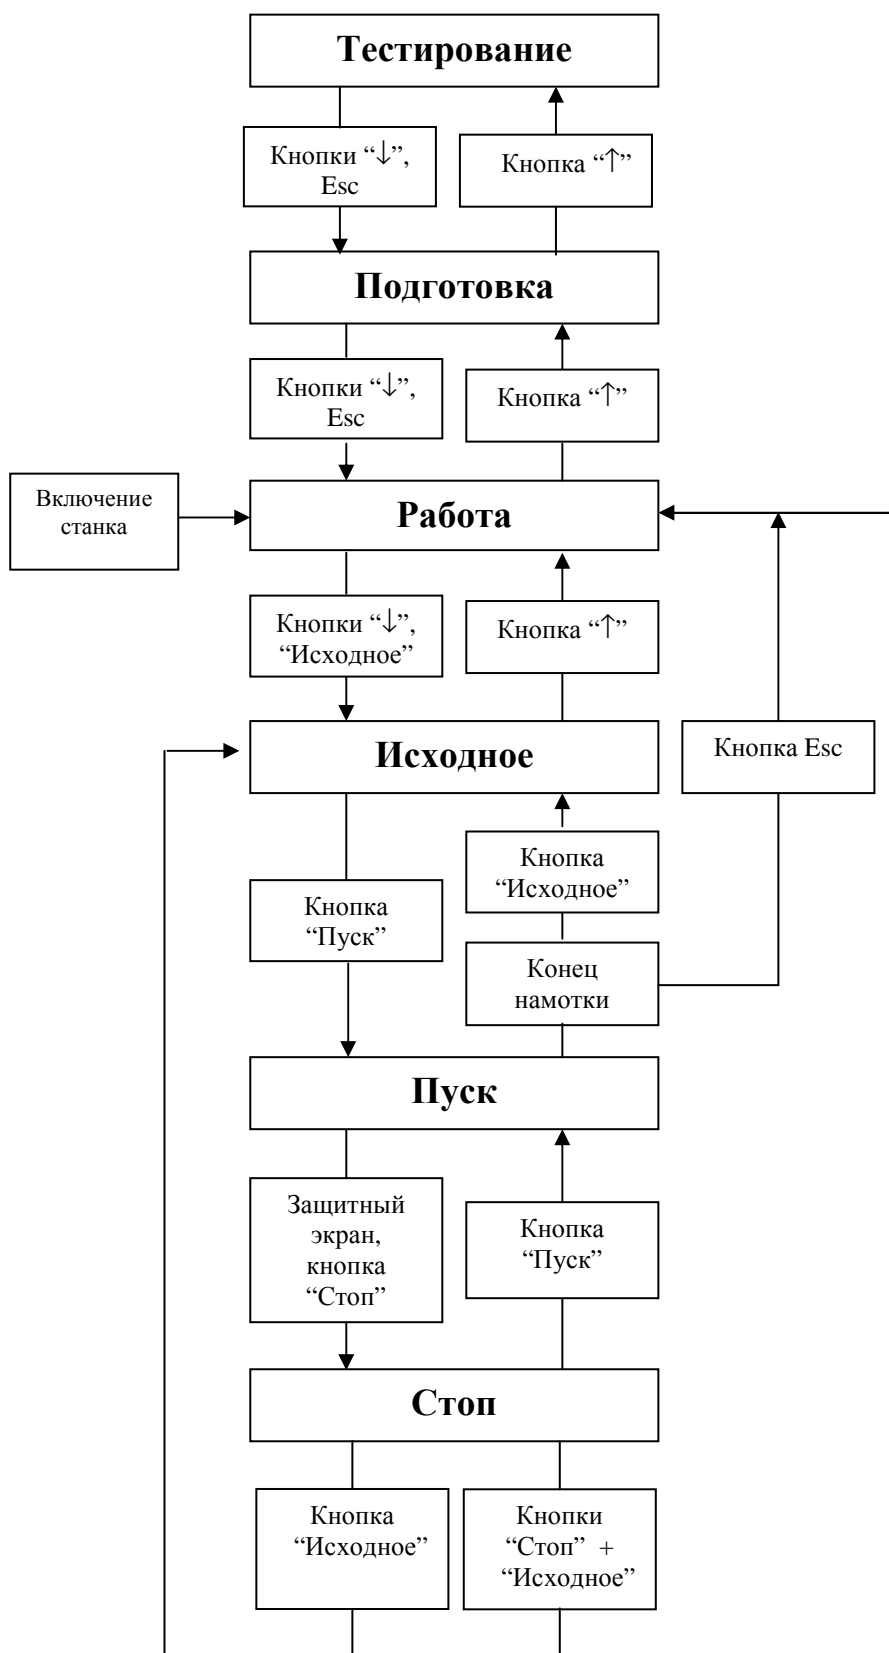 Тестирование
Кнопки “↓”,
Esc
Кнопка “↑”
Подготовка
Кнопки “↓”,
Esc
Кнопка “↑”
Включение
станка
Работа
Кнопки “↓”,
“Исходное”
Кнопка “↑”
Исходное
Кнопка Esc
Кнопка
“Исходное”
Кнопка
“Пуск”
Конец
намотки
Пуск
Защитный
экран,
кнопка
“Стоп”
Кнопка
“Пуск”
Стоп
Кнопка
“Исходное”
Кнопки
“Стоп” +
“Исходное”